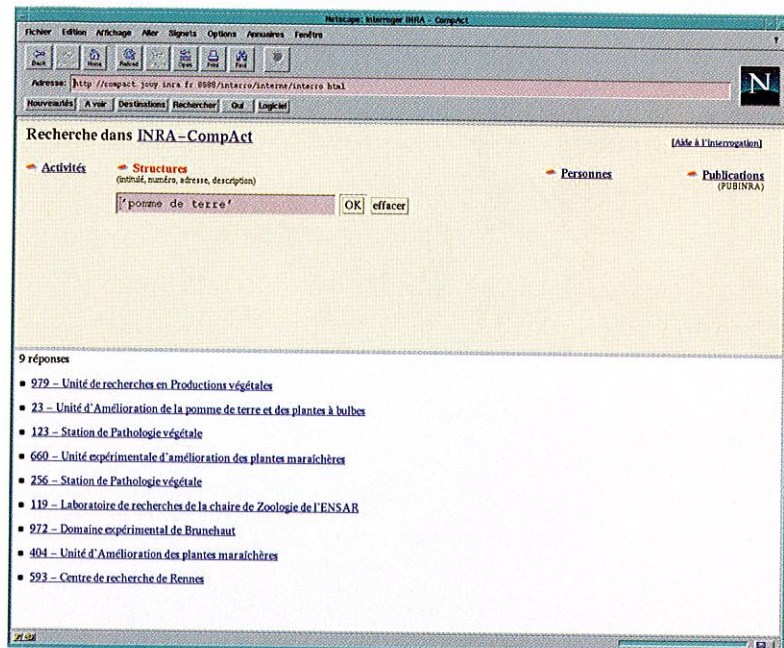 Netscape: Interroger INRA - CompAct
Fichier Edition Affichage Aller Signets Options Annuaires Fenêtre
Back Home Reload Open Print Find
Adresse: http://compact.jouy.inra.fr:8080/interro/interne/interro.html
N
Nouveautés A voir Destinations Rechercher Qui Logiciel
Recherche dans INRA-CompAct
[Aide à l'interrogation]
Activités Structures Personnes Publications
(intitulé, numéro, adresse, description) (PUBINRA)
'pomme de terre' OK effacer
9 réponses
979 – Unité de recherches en Productions végétales
23 – Unité d'Amélioration de la pomme de terre et des plantes à bulbes
123 – Station de Pathologie végétale
660 – Unité expérimentale d'amélioration des plantes maraîchères
256 – Station de Pathologie végétale
119 – Laboratoire de recherches de la chaire de Zoologie de l'ENSAR
972 – Domaine expérimental de Brunehaut
404 – Unité d'Amélioration des plantes maraîchères
593 – Centre de recherche de Rennes